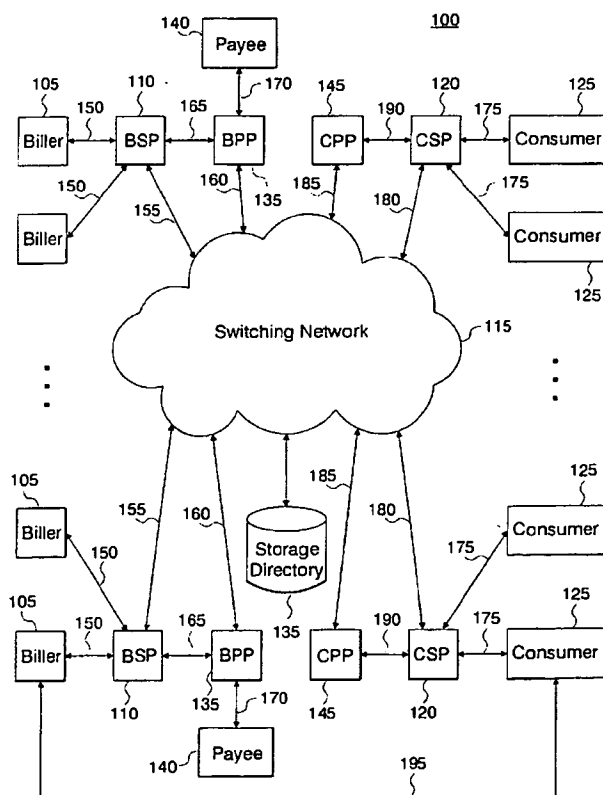 140 Payee 100
105 110 170 145 120 125
Biller 150 BSP 165 BPP CPP 190 CSP 175 Consumer
150 160 135 185 175
155 180
Biller Consumer
125
Switching Network 115
105 155 160 185 180 125
Biller Storage Directory Consumer
150 135 175
105 125
Biller 150 BSP 165 BPP CPP 190 CSP 175 Consumer
110 135 170 145 120
140 Payee 195